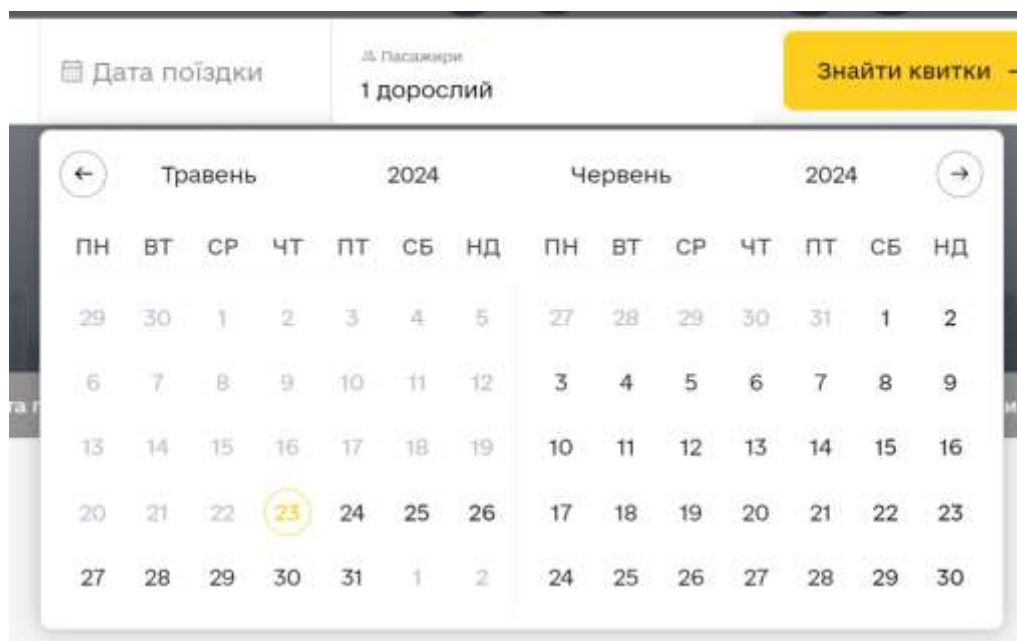 Дата поїздки
Пасажири
1 дорослий
Знайти квитки
Травень 2024
ПН ВТ СР ЧТ ПТ СБ НД
29 30 1 2 3 4 5
6 7 8 9 10 11 12
13 14 15 16 17 18 19
20 21 22 23 24 25 26
27 28 29 30 31 1 2
Червень 2024
ПН ВТ СР ЧТ ПТ СБ НД
27 28 29 30 31 1 2
3 4 5 6 7 8 9
10 11 12 13 14 15 16
17 18 19 20 21 22 23
24 25 26 27 28 29 30